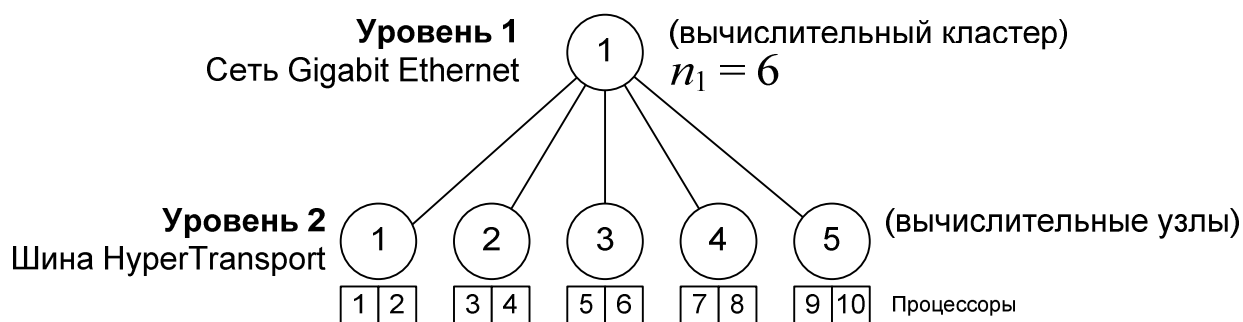 Уровень 1
(вычислительный кластер)
Сеть Gigabit Ethernet
n₁ = 6
1
Уровень 2
Шина HyperTransport
1 2 3 4 5
(вычислительные узлы)
1 2 3 4 5 6 7 8 9 10
Процессоры